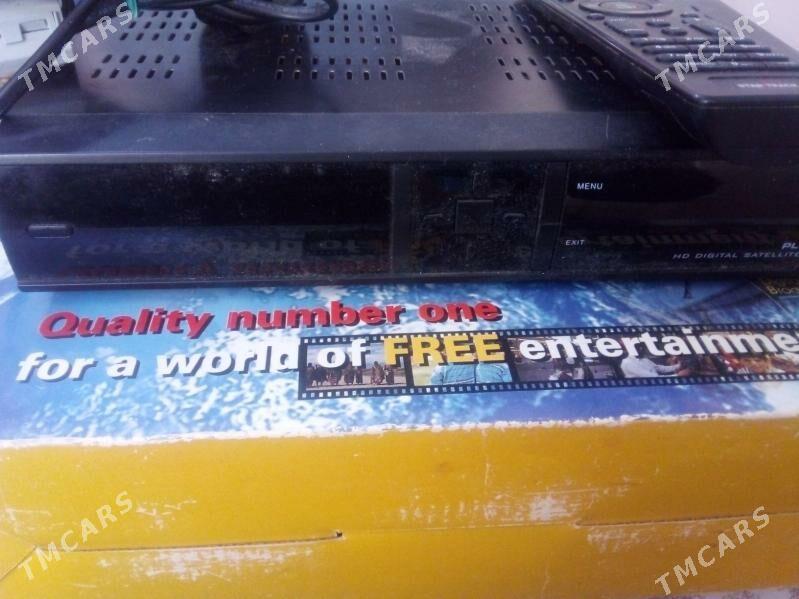 TMCARS
TMCARS
TMCARS
MENU
EXIT
PL
HD DIGITAL SATELLITE
Quality number one
for a world of FREE entertainme
TMCARS
TMCARS